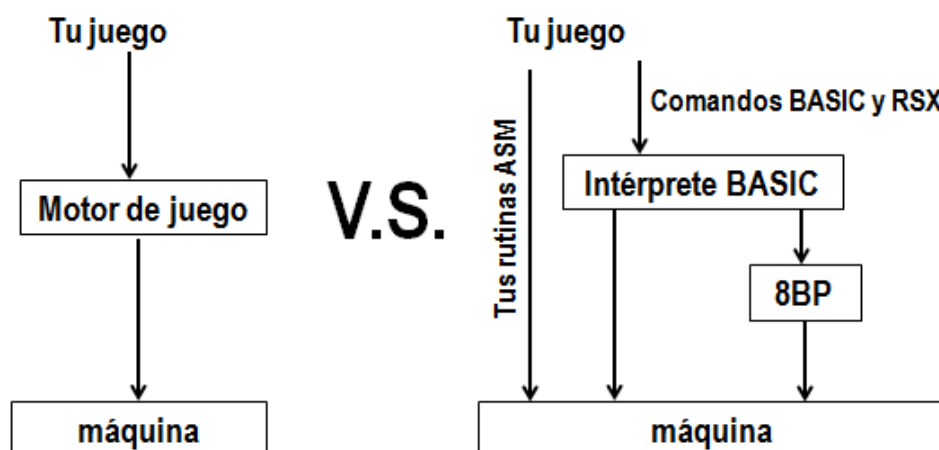 Tu juego
Motor de juego
máquina
V.S.
Tu juego
Comandos BASIC y RSX
Tus rutinas ASM
Intérprete BASIC
8BP
máquina